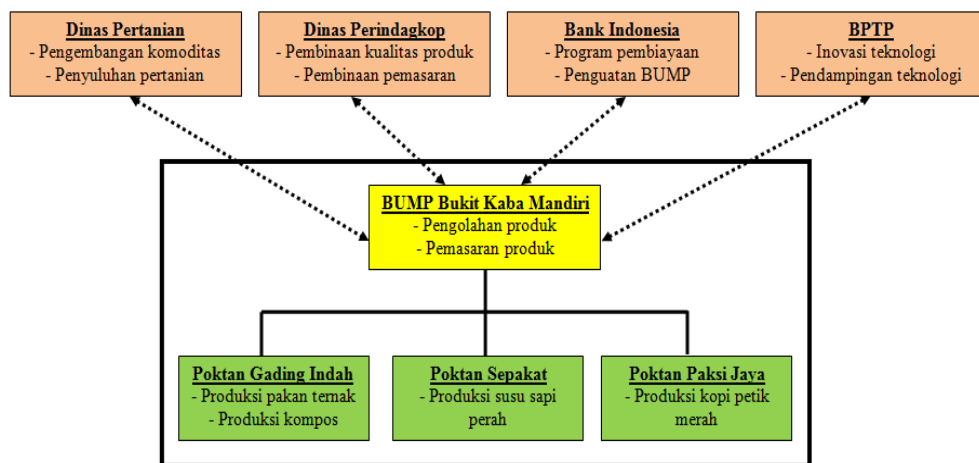 Dinas Pertanian
- Pengembangan komoditas
- Penyuluhan pertanian
Dinas Perindagkop
- Pembinaan kualitas produk
- Pembinaan pemasaran
Bank Indonesia
- Program pembiayaan
- Penguatan BUMP
BPTP
- Inovasi teknologi
- Pendampingan teknologi
BUMP Bukit Kaba Mandiri
- Pengolahan produk
- Pemasaran produk
Poktan Gading Indah
- Produksi pakan ternak
- Produksi kompos
Poktan Sepakat
- Produksi susu sapi
perah
Poktan Paksi Jaya
- Produksi kopi petik
merah